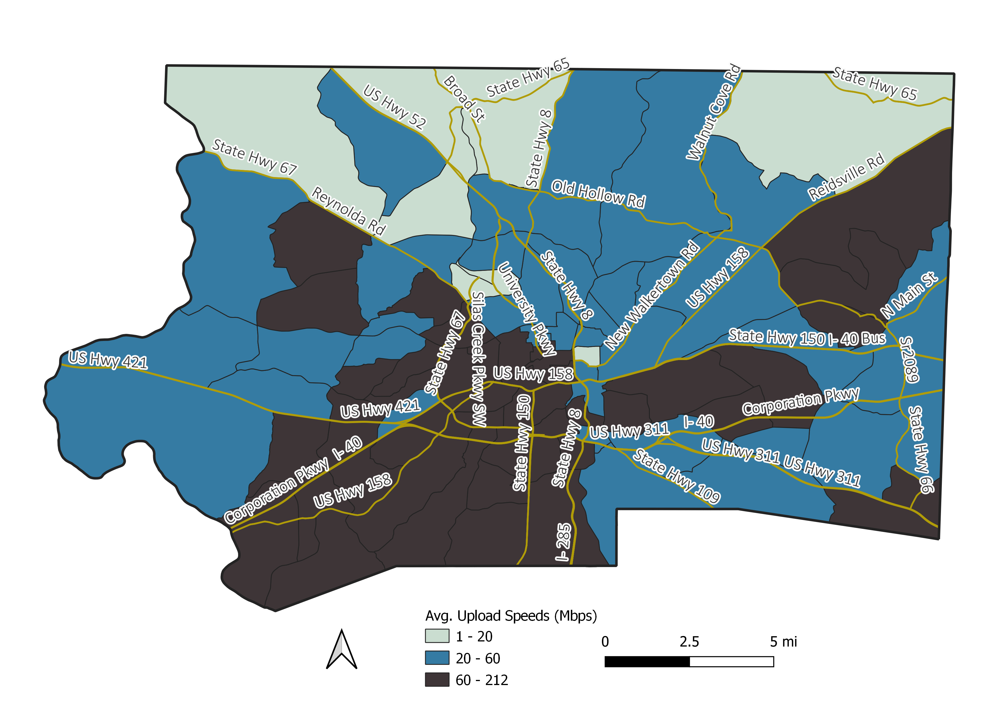 State Hwy 65
State Hwy 65
Broad St
US Hwy 52
State Hwy 8
Walnut Cove Rd
State Hwy 67
Reidsville Rd
Old Hollow Rd
Reynolda Rd
New Walkertown Rd
US Hwy 158
University Pkwy
State Hwy 8
N Main St
Silas Creek Pkwy SW
State Hwy 67
State Hwy 150 I- 40 Bus
Sr2089
US Hwy 421
US Hwy 158
US Hwy 421
Corporation Pkwy
State Hwy 150
State Hwy 8
I- 40
US Hwy 311
State Hwy 66
Corporation Pkwy I- 40
US Hwy 158
US Hwy 311 US Hwy 311
State Hwy 109
I- 285
Avg. Upload Speeds (Mbps)
1 - 20
20 - 60
60 - 212
0 2.5 5 mi